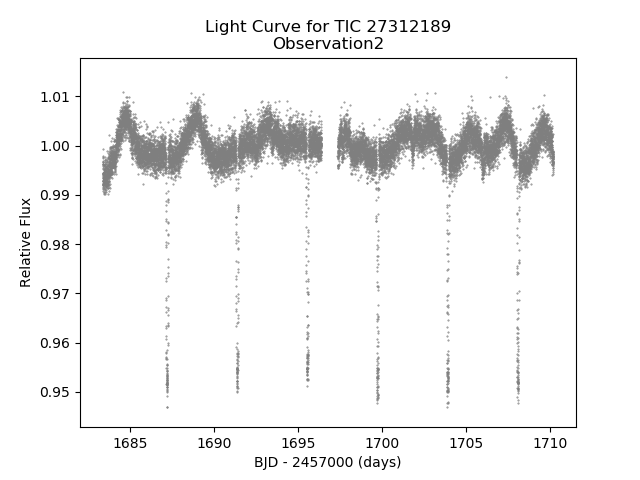 Light Curve for TIC 27312189
Observation2
Relative Flux
1.01
1.00
0.99
0.98
0.97
0.96
0.95
1685 1690 1695 1700 1705 1710
BJD - 2457000 (days)